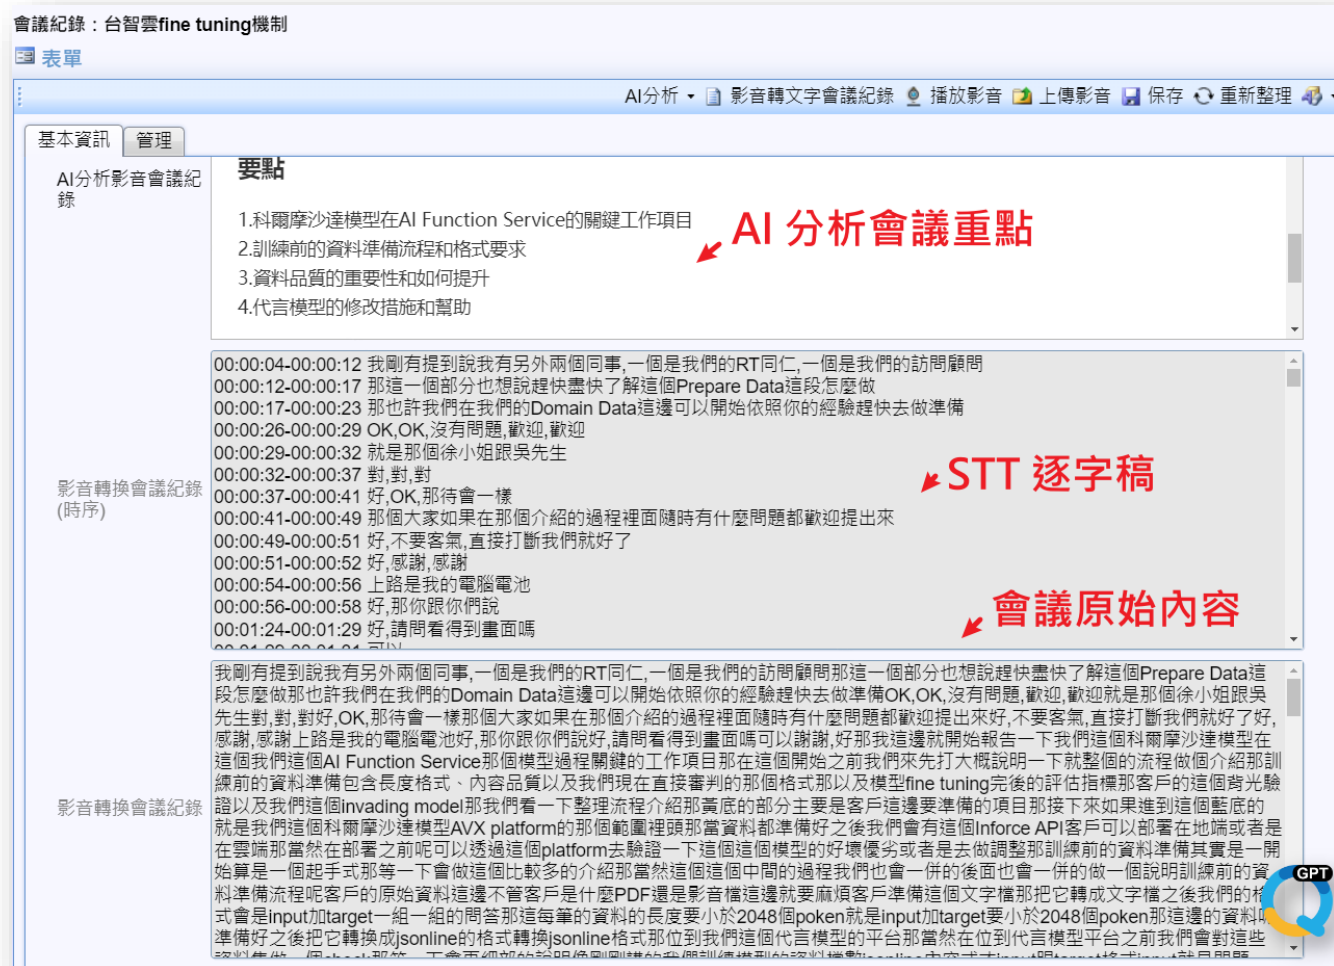 會議紀錄：台智雲fine tuning機制
表單
AI分析 影音轉文字會議紀錄 播放影音 上傳影音 保存 重新整理
基本資訊 管理
AI分析影音會議紀錄
要點
1.科爾摩沙達模型在AI Function Service的關鍵工作項目
2.訓練前的資料準備流程和格式要求
3.資料品質的重要性和如何提升
4.代言模型的修改措施和幫助
AI 分析會議重點
影音轉換會議紀錄
(時序)
00:00:04-00:00:12 我剛有提到說我有另外兩個同事,一個是我們的RT同仁,一個是我們的訪問顧問
00:00:12-00:00:17 那這一個部分也想說趕快盡快了解這個Prepare Data這段怎麼做
00:00:17-00:00:23 那也許我們在我們的Domain Data這邊可以開始依照你的經驗趕快去做準備
00:00:26-00:00:29 OK,OK,沒有問題,歡迎,歡迎
00:00:29-00:00:32 就是那個徐小姐跟吳先生
00:00:32-00:00:37 對,對,對
00:00:37-00:00:41 好,OK,那待會一樣
00:00:41-00:00:49 那個大家如果在那個介紹的過程裡面隨時有什麼問題都歡迎提出來
00:00:49-00:00:51 好,不要客氣,直接打斷我們就好了
00:00:51-00:00:52 好,感謝,感謝
00:00:54-00:00:56 上路是我的電腦電池
00:00:56-00:00:58 好,那你跟你們說
00:01:24-00:01:29 好,請問看得到畫面嗎
STT 逐字稿
會議原始內容
影音轉換會議紀錄
我剛有提到說我有另外兩個同事,一個是我們的RT同仁,一個是我們的訪問顧問那這一個部分也想說趕快盡快了解這個Prepare Data這
段怎麼做那也許我們在我們的Domain Data這邊可以開始依照你的經驗趕快去做準備OK,OK,沒有問題,歡迎,歡迎就是那個徐小姐跟吳
先生對,對,對好,OK,那待會一樣那個大家如果在那個介紹的過程裡面隨時有什麼問題都歡迎提出來好,不要客氣,直接打斷我們就好了好,
感謝,感謝上路是我的電腦電池好,那你跟你們說好,請問看得到畫面嗎可以謝謝,好那我這邊就開始報告一下我們這個科爾摩沙達模型在
這個我們這個AI Function Service那個模型過程關鍵的工作項目那在這個開始之前我們來先打大概說明一下就整個的流程做個介紹那訓
練前的資料準備包含長度格式、內容品質以及我們現在直接審判的那個格式那以及模型fine tuning完後的評估指標那客戶的這個背光驗
證以及我們這個invading model那我們看一下整理流程介紹那黃底的部分主要是客戶這邊要準備的項目那接下來如果進到這個藍底的
就是我們這個科爾摩沙達模型AVX platform的那個範圍裡頭那當資料都準備好之後我們會有這個Inforce API客戶可以部署在地端或者是
在雲端那當然在部署之前呢可以透過這個platform去驗證一下這個這個模型的好壞優劣或者是去做調整那訓練前的資料準備其實是一開
始算是一個起手式那等一下會做這個比較多的介紹那當然這個這個中間的過程我們也會一併的後面也會一併的做一個說明訓練前的資
料準備流程呢客戶的原始資料這邊不管客戶是什麼PDF還是影音檔這邊就要麻煩客戶準備這個文字檔那把它轉成文字檔之後我們的格
式會是input加target一組一組的問答那這每筆的資料的長度要小於2048個poken就是input加target要小於2048個poken那這邊的資料
準備好之後把它轉換成jsonline的格式轉換jsonline格式那位到我們這個代言模型的平台那當然在位到代言模型平台之前我們會對這些
GPT